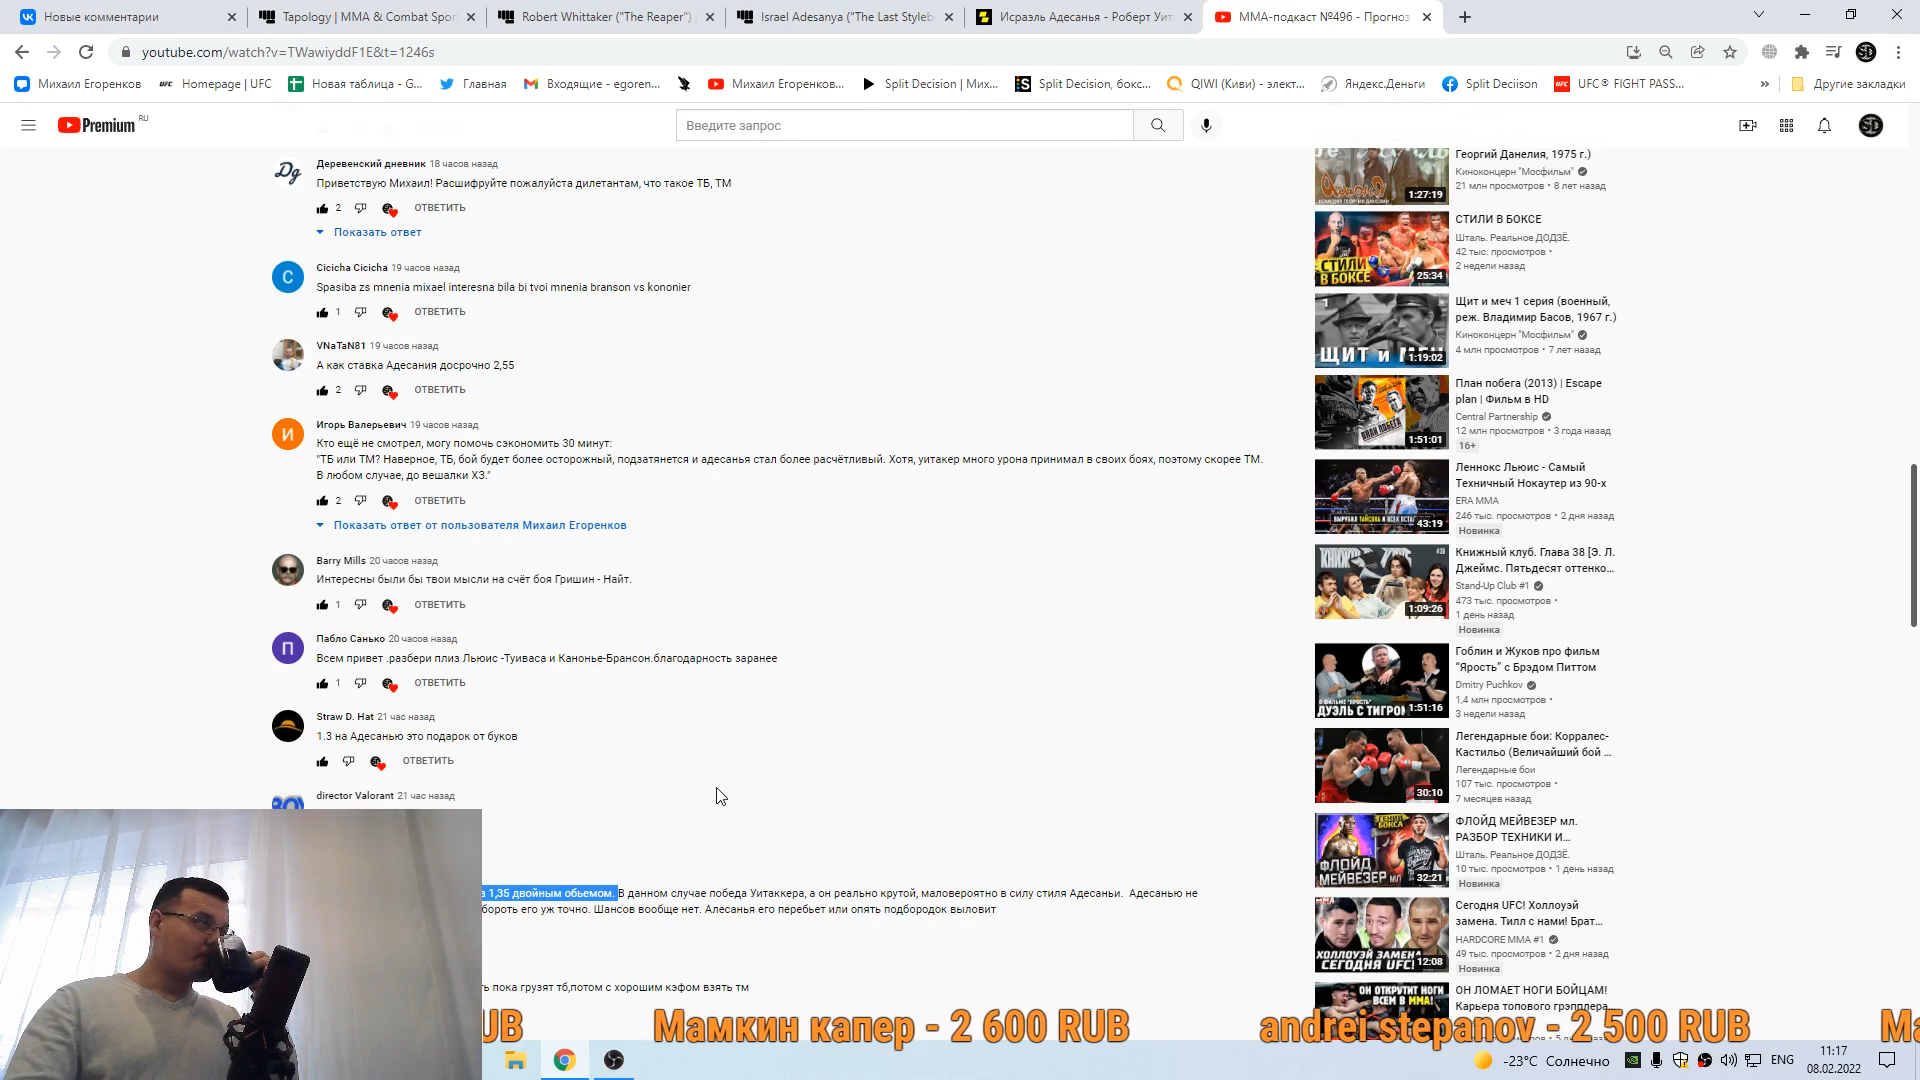 Новые комментарии
Tapology | MMA & Combat Spor
Robert Whittaker ("The Reaper") |
Israel Adesanya ("The Last Styleb
Исраэль Адесанья - Роберт Уит
ММА-подкаст №496 - Прогноз
youtube.com/watch?v=TWawiyddF1E&t=1246s
Михаил Егоренков
UFC
Homepage | UFC
Новая таблица - G...
Главная
Входящие - egoren...
Михаил Егоренков...
Split Decision | Мих...
Split Decision, бокс...
QIWI (Киви) - элект...
Яндекс.Деньги
Split Deciison
UFC® FIGHT PASS...
»
Другие закладки
Premium RU
Введите запрос
Деревенский дневник 18 часов назад
Приветствую Михаил! Расшифруйте пожалуйста дилетантам, что такое ТБ, ТМ
2 ОТВЕТИТЬ
Показать ответ
Cicicha Cicicha 19 часов назад
Spasiba zs mnenia mixael interesna bila bi tvoi mnenia branson vs kononier
1 ОТВЕТИТЬ
VNaTaN81 19 часов назад
А как ставка Адесания досрочно 2,55
2 ОТВЕТИТЬ
Игорь Валерьевич 19 часов назад
Кто ещё не смотрел, могу помочь сэкономить 30 минут:
"ТБ или ТМ? Наверное, ТБ, бой будет более осторожный, подзатянется и адесанья стал более расчётливый. Хотя, уитакер много урона принимал в своих боях, поэтому скорее ТМ.
В любом случае, до вешалки ХЗ."
2 ОТВЕТИТЬ
Показать ответ от пользователя Михаил Егоренков
Barry Mills 20 часов назад
Интересны были бы твои мысли на счёт боя Гришин - Найт.
1 ОТВЕТИТЬ
Пабло Санько 20 часов назад
Всем привет .разбери плиз Льюис -Туиваса и Канонье-Брансон.благодарность заранее
1 ОТВЕТИТЬ
Straw D. Hat 21 час назад
1.3 на Адесанью это подарок от буков
ОТВЕТИТЬ
director Valorant 21 час назад
а 1,35 двойным обьемом. В данном случае победа Уитаккера, а он реально крутой, маловероятно в силу стиля Адесаньи. Адесанью не
бороть его уж точно. Шансов вообще нет. Алесанья его перебьет или опять подбородок выловит
ь пока грузят тб,потом с хорошим кэфом взять тм
Георгий Данелия, 1975 г.)
Киноконцерн "Мосфильм"
21 млн просмотров • 8 лет назад
1:27:19
СТИЛИ В БОКСЕ
Шталь. Реальное ДОДЗЁ.
42 тыс. просмотров •
2 недели назад
СТИЛИ В БОКСЕ
25:34
Щит и меч 1 серия (военный,
реж. Владимир Басов, 1967 г.)
Киноконцерн "Мосфильм"
4 млн просмотров • 7 лет назад
ЩИТ и
1:19:02
План побега (2013) | Escape
plan | Фильм в HD
Central Partnership
12 млн просмотров • 3 года назад
16+
1:51:01
Леннокс Льюис - Самый
Техничный Нокаутер из 90-х
ERA MMA
246 тыс. просмотров • 2 дня назад
Новинка
43:19
Книжный клуб. Глава 38 [Э. Л.
Джеймс. Пятьдесят оттенко...
Stand-Up Club #1
473 тыс. просмотров •
1 день назад
Новинка
1:09:26
Гоблин и Жуков про фильм
“Ярость” с Брэдом Питтом
Dmitry Puchkov
1,4 млн просмотров •
3 недели назад
ДУЭЛЬ С ТИГРОМ
1:51:16
Легендарные бои: Корралес-
Кастильо (Величайший бой ...
Легендарные бои
107 тыс. просмотров •
7 месяцев назад
30:10
ФЛОЙД МЕЙВЕЗЕР мл.
РАЗБОР ТЕХНИКИ И...
Шталь. Реальное ДОДЗЁ.
42 тыс. просмотров • 1 день назад
Новинка
ФЛОЙД МЕЙВЕЗЕР
32:21
Сегодня UFC! Холлоуэй
замена. Тилл с нами! Брат...
HARDCORE MMA #1
49 тыс. просмотров • 2 дня назад
Новинка
ХОЛЛОУЭЙ ЗАМЕНА
СЕГОДНЯ UFC!
12:08
ОН ЛОМАЕТ НОГИ БОЙЦАМ!
Карьера топового грэпплера
ОН ОТКРУТИТ НОГИ
ВСЕМ В ММА!
UB
Мамкин капер - 2 600 RUB
andrei stepanov - 2 500 RUB
Ма
-23°C Солнечно
ENG
11:17
08.02.2022